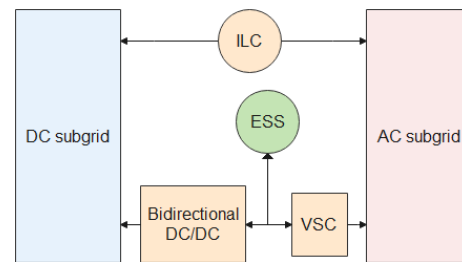 ILC
ESS
DC subgrid
AC subgrid
Bidirectional
DC/DC
VSC